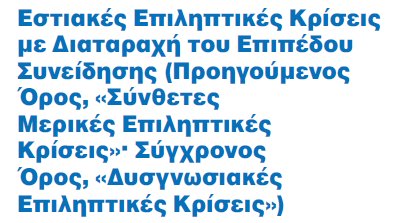 Εστιακές Επιληπτικές Κρίσεις
με Διαταραχή του Επιπέδου
Συνείδησης (Προηγούμενος
Όρος, «Σύνθετες
Μερικές Επιληπτικές
Κρίσεις»· Σύγχρονος
Όρος, «Δυσγνωσιακές
Επιληπτικές Κρίσεις»)